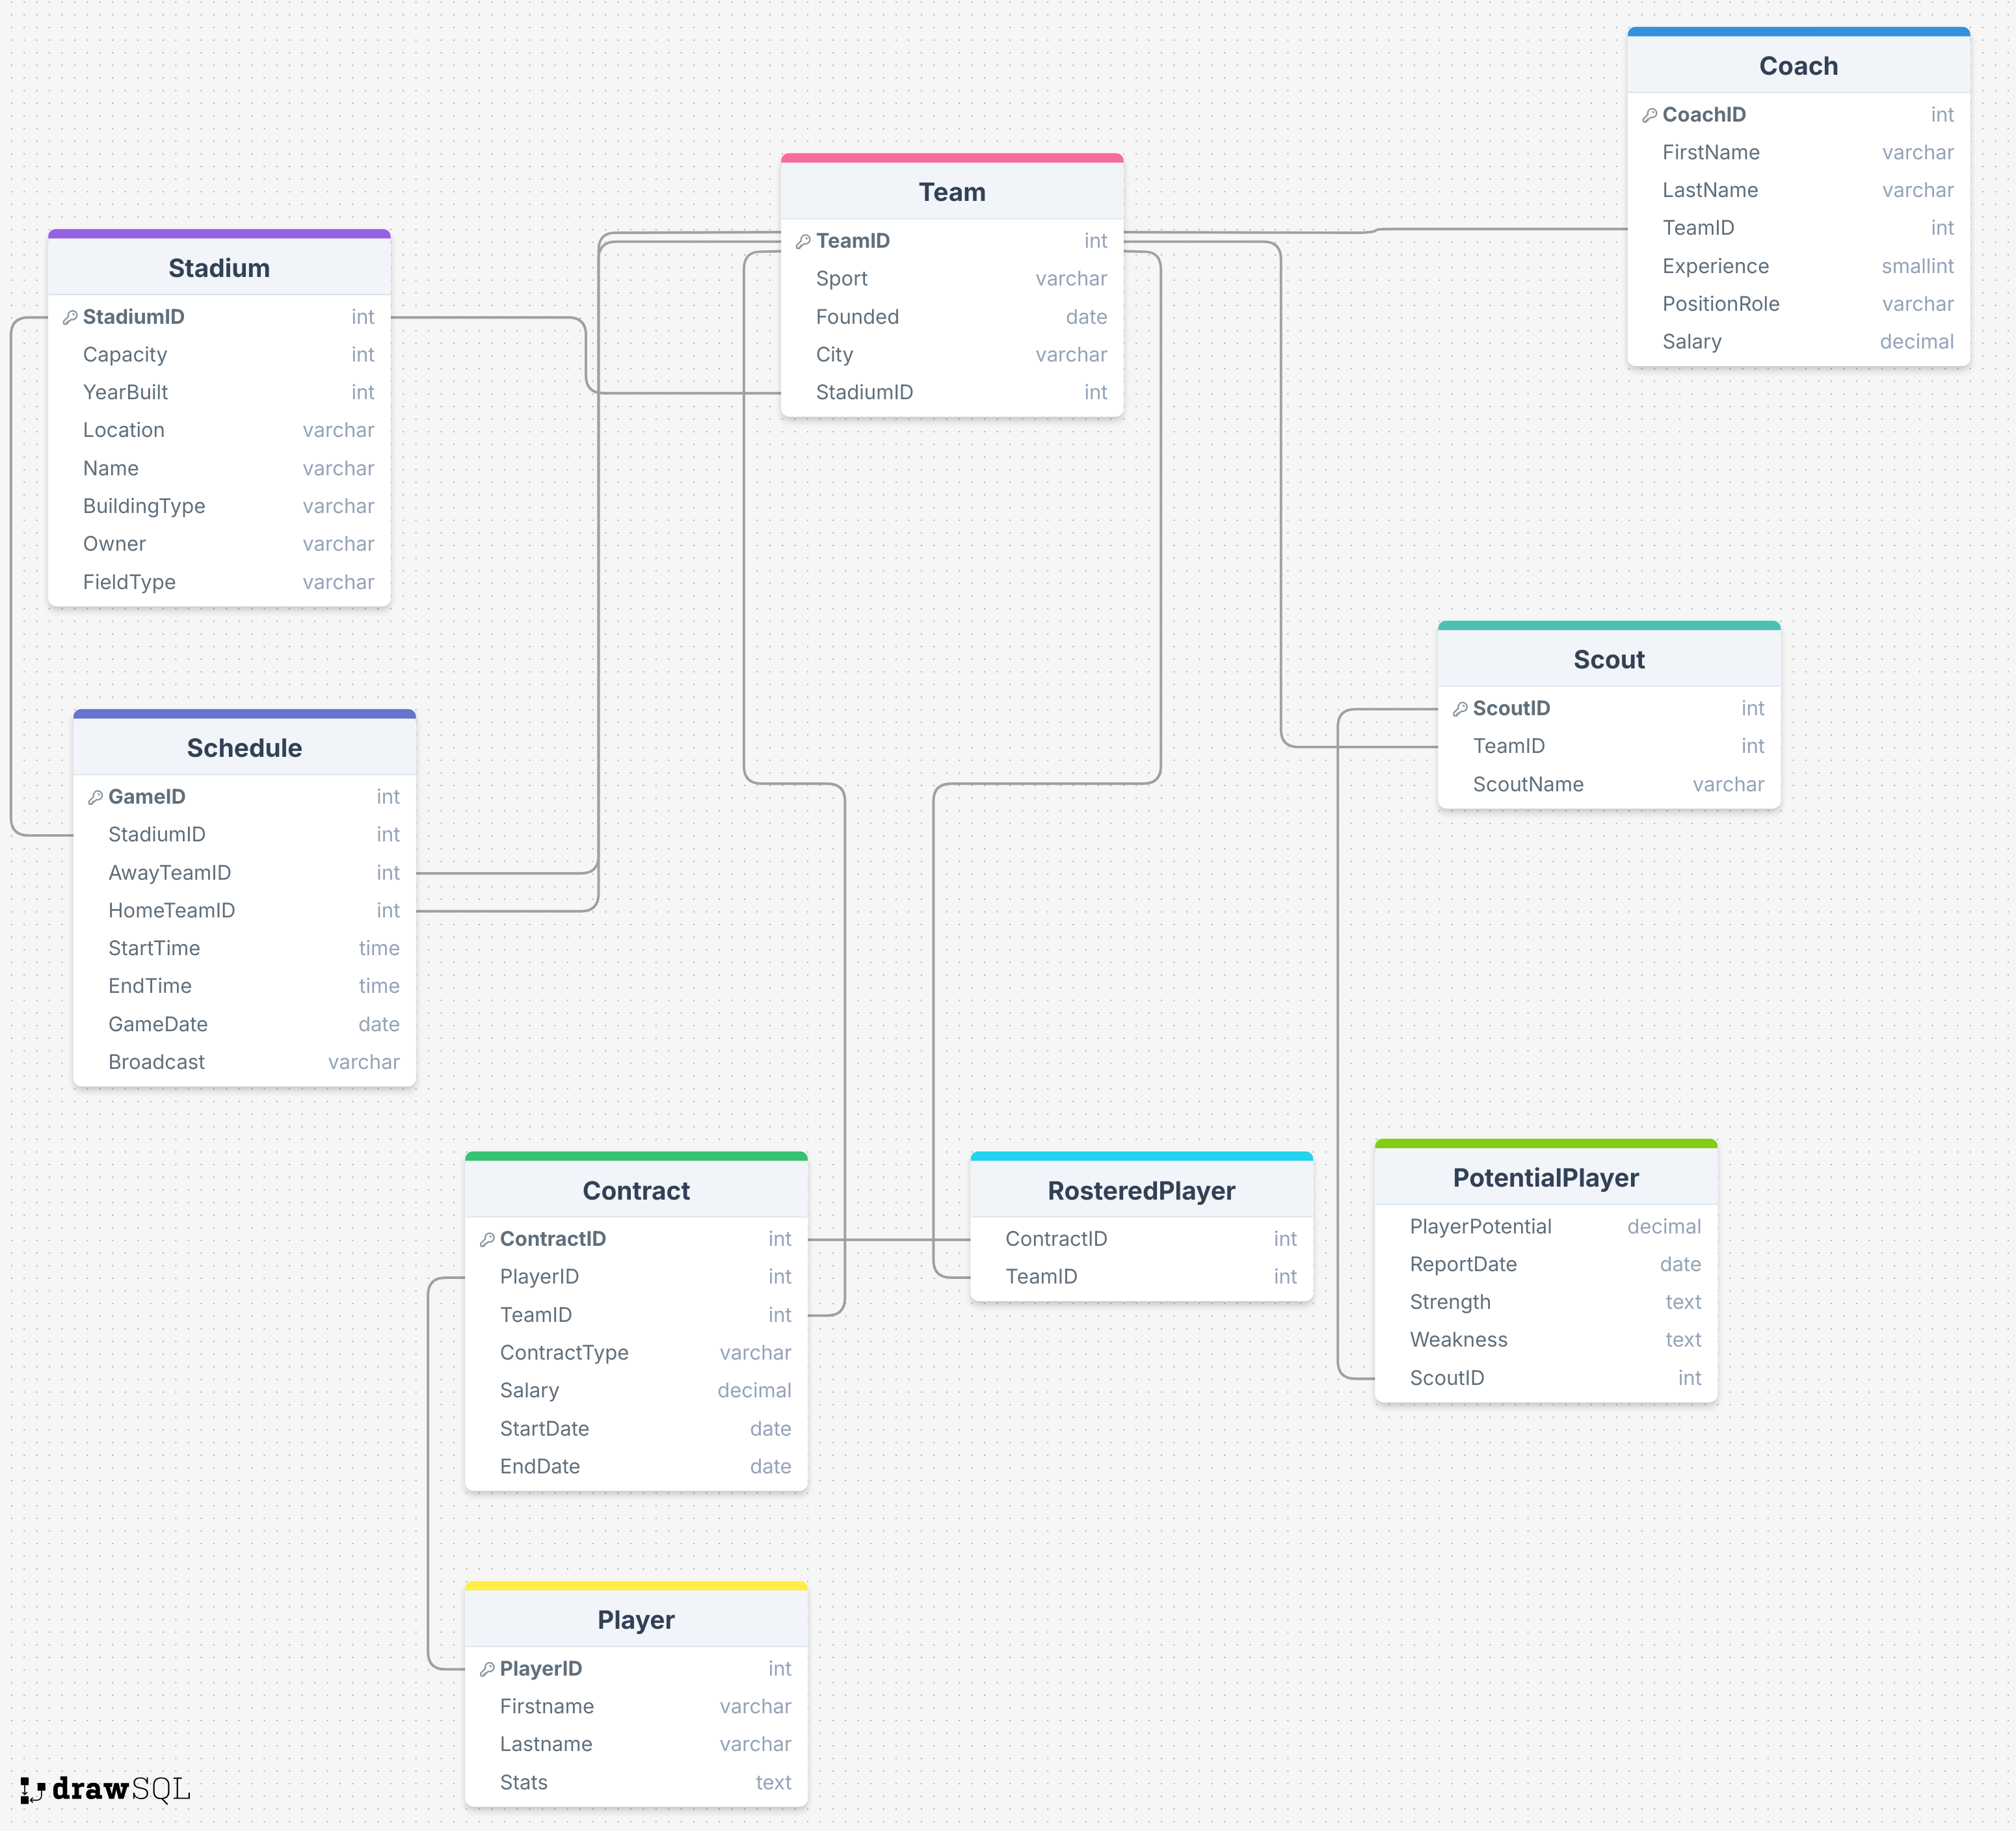 Coach
CoachID int
FirstName varchar
LastName varchar
TeamID int
Experience smallint
PositionRole varchar
Salary decimal
Team
TeamID int
Sport varchar
Founded date
City varchar
StadiumID int
Stadium
StadiumID int
Capacity int
YearBuilt int
Location varchar
Name varchar
BuildingType varchar
Owner varchar
FieldType varchar
Scout
ScoutID int
TeamID int
ScoutName varchar
Schedule
GameID int
StadiumID int
AwayTeamID int
HomeTeamID int
StartTime time
EndTime time
GameDate date
Broadcast varchar
Contract
ContractID int
PlayerID int
TeamID int
ContractType varchar
Salary decimal
StartDate date
EndDate date
RosteredPlayer
ContractID int
TeamID int
PotentialPlayer
PlayerPotential decimal
ReportDate date
Strength text
Weakness text
ScoutID int
Player
PlayerID int
Firstname varchar
Lastname varchar
Stats text
drawSQL